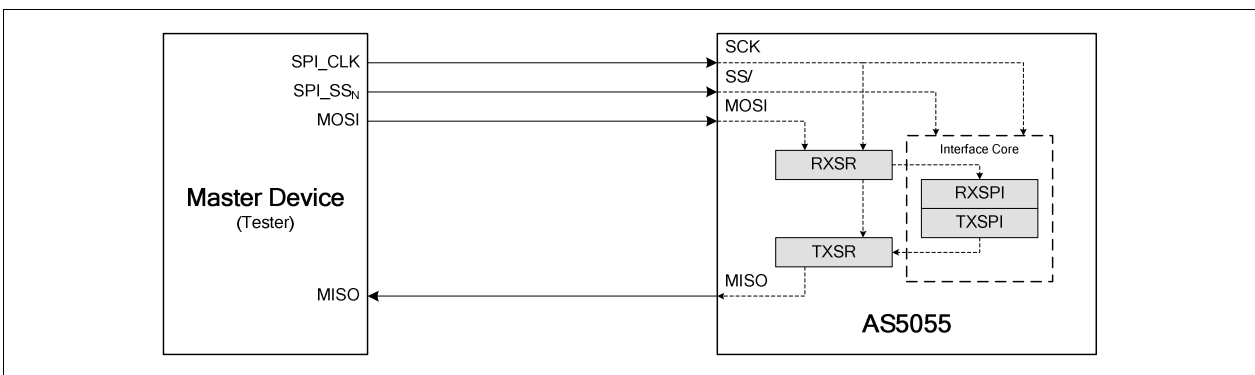 SPI_CLK
SPI_SSN
MOSI
Master Device
(Tester)
MISO
SCK
SS/
MOSI
Interface Core
RXSR
RXSPI
TXSPI
TXSR
MISO
AS5055